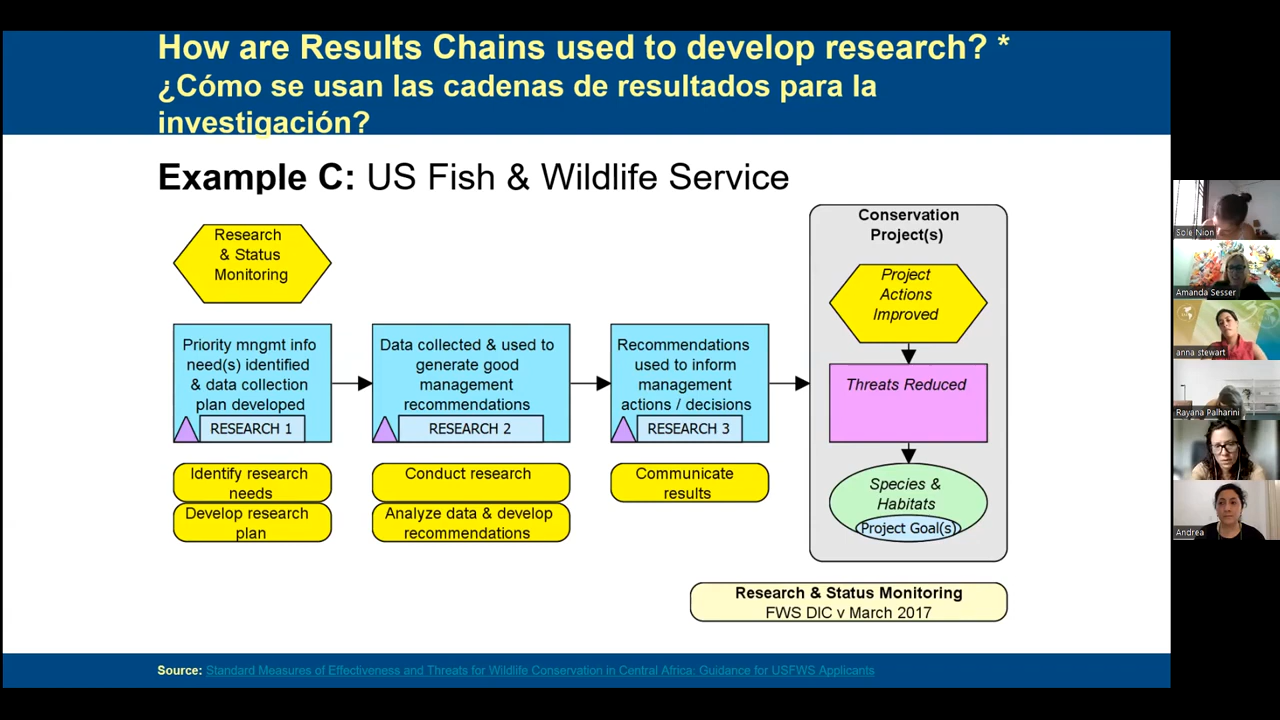 How are Results Chains used to develop research? *
¿Cómo se usan las cadenas de resultados para la
investigación?
Example C: US Fish & Wildlife Service
Research
& Status
Monitoring
Priority mngmt info
need(s) identified
& data collection
plan developed
RESEARCH 1
Identify research
needs
Develop research
plan
Data collected & used to
generate good
management
recommendations
RESEARCH 2
Conduct research
Analyze data & develop
recommendations
Recommendations
used to inform
management
actions / decisions
RESEARCH 3
Communicate
results
Conservation
Project(s)
Project
Actions
Improved
Threats Reduced
Species &
Habitats
Project Goal(s)
Research & Status Monitoring
FWS DIC v March 2017
Source: Standard Measures of Effectiveness and Threats for Wildlife Conservation in Central Africa: Guidance for USFWS Applicants
Sole Nion
Amanda Sesser
anna stewart
Rayana Palharini
Andrea